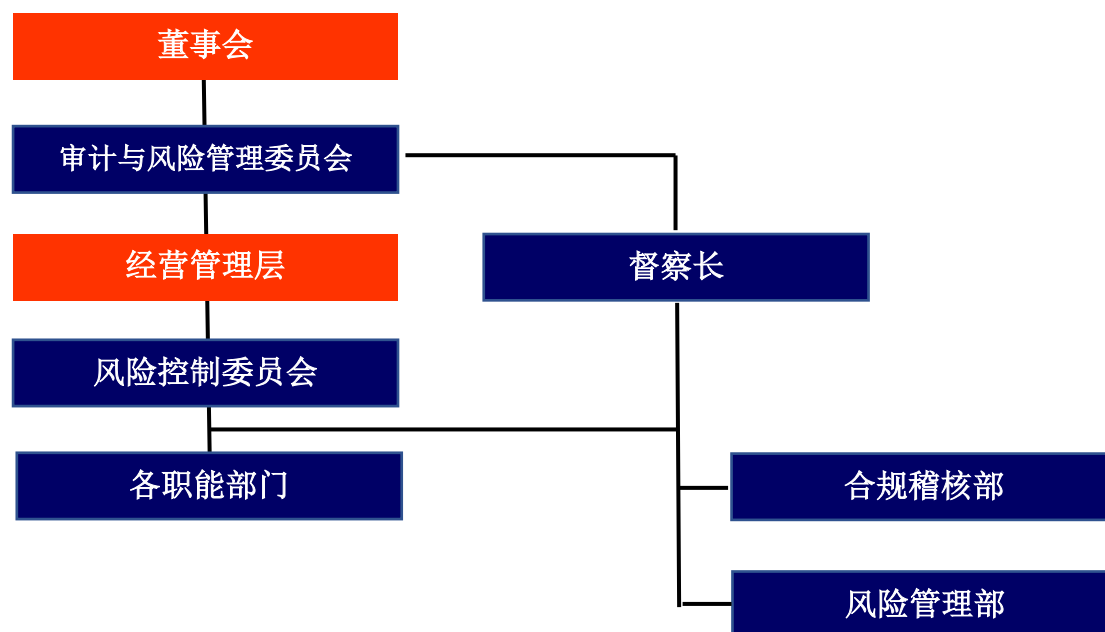 董事会
审计与风险管理委员会
经营管理层
督察长
风险控制委员会
各职能部门
合规稽核部
风险管理部